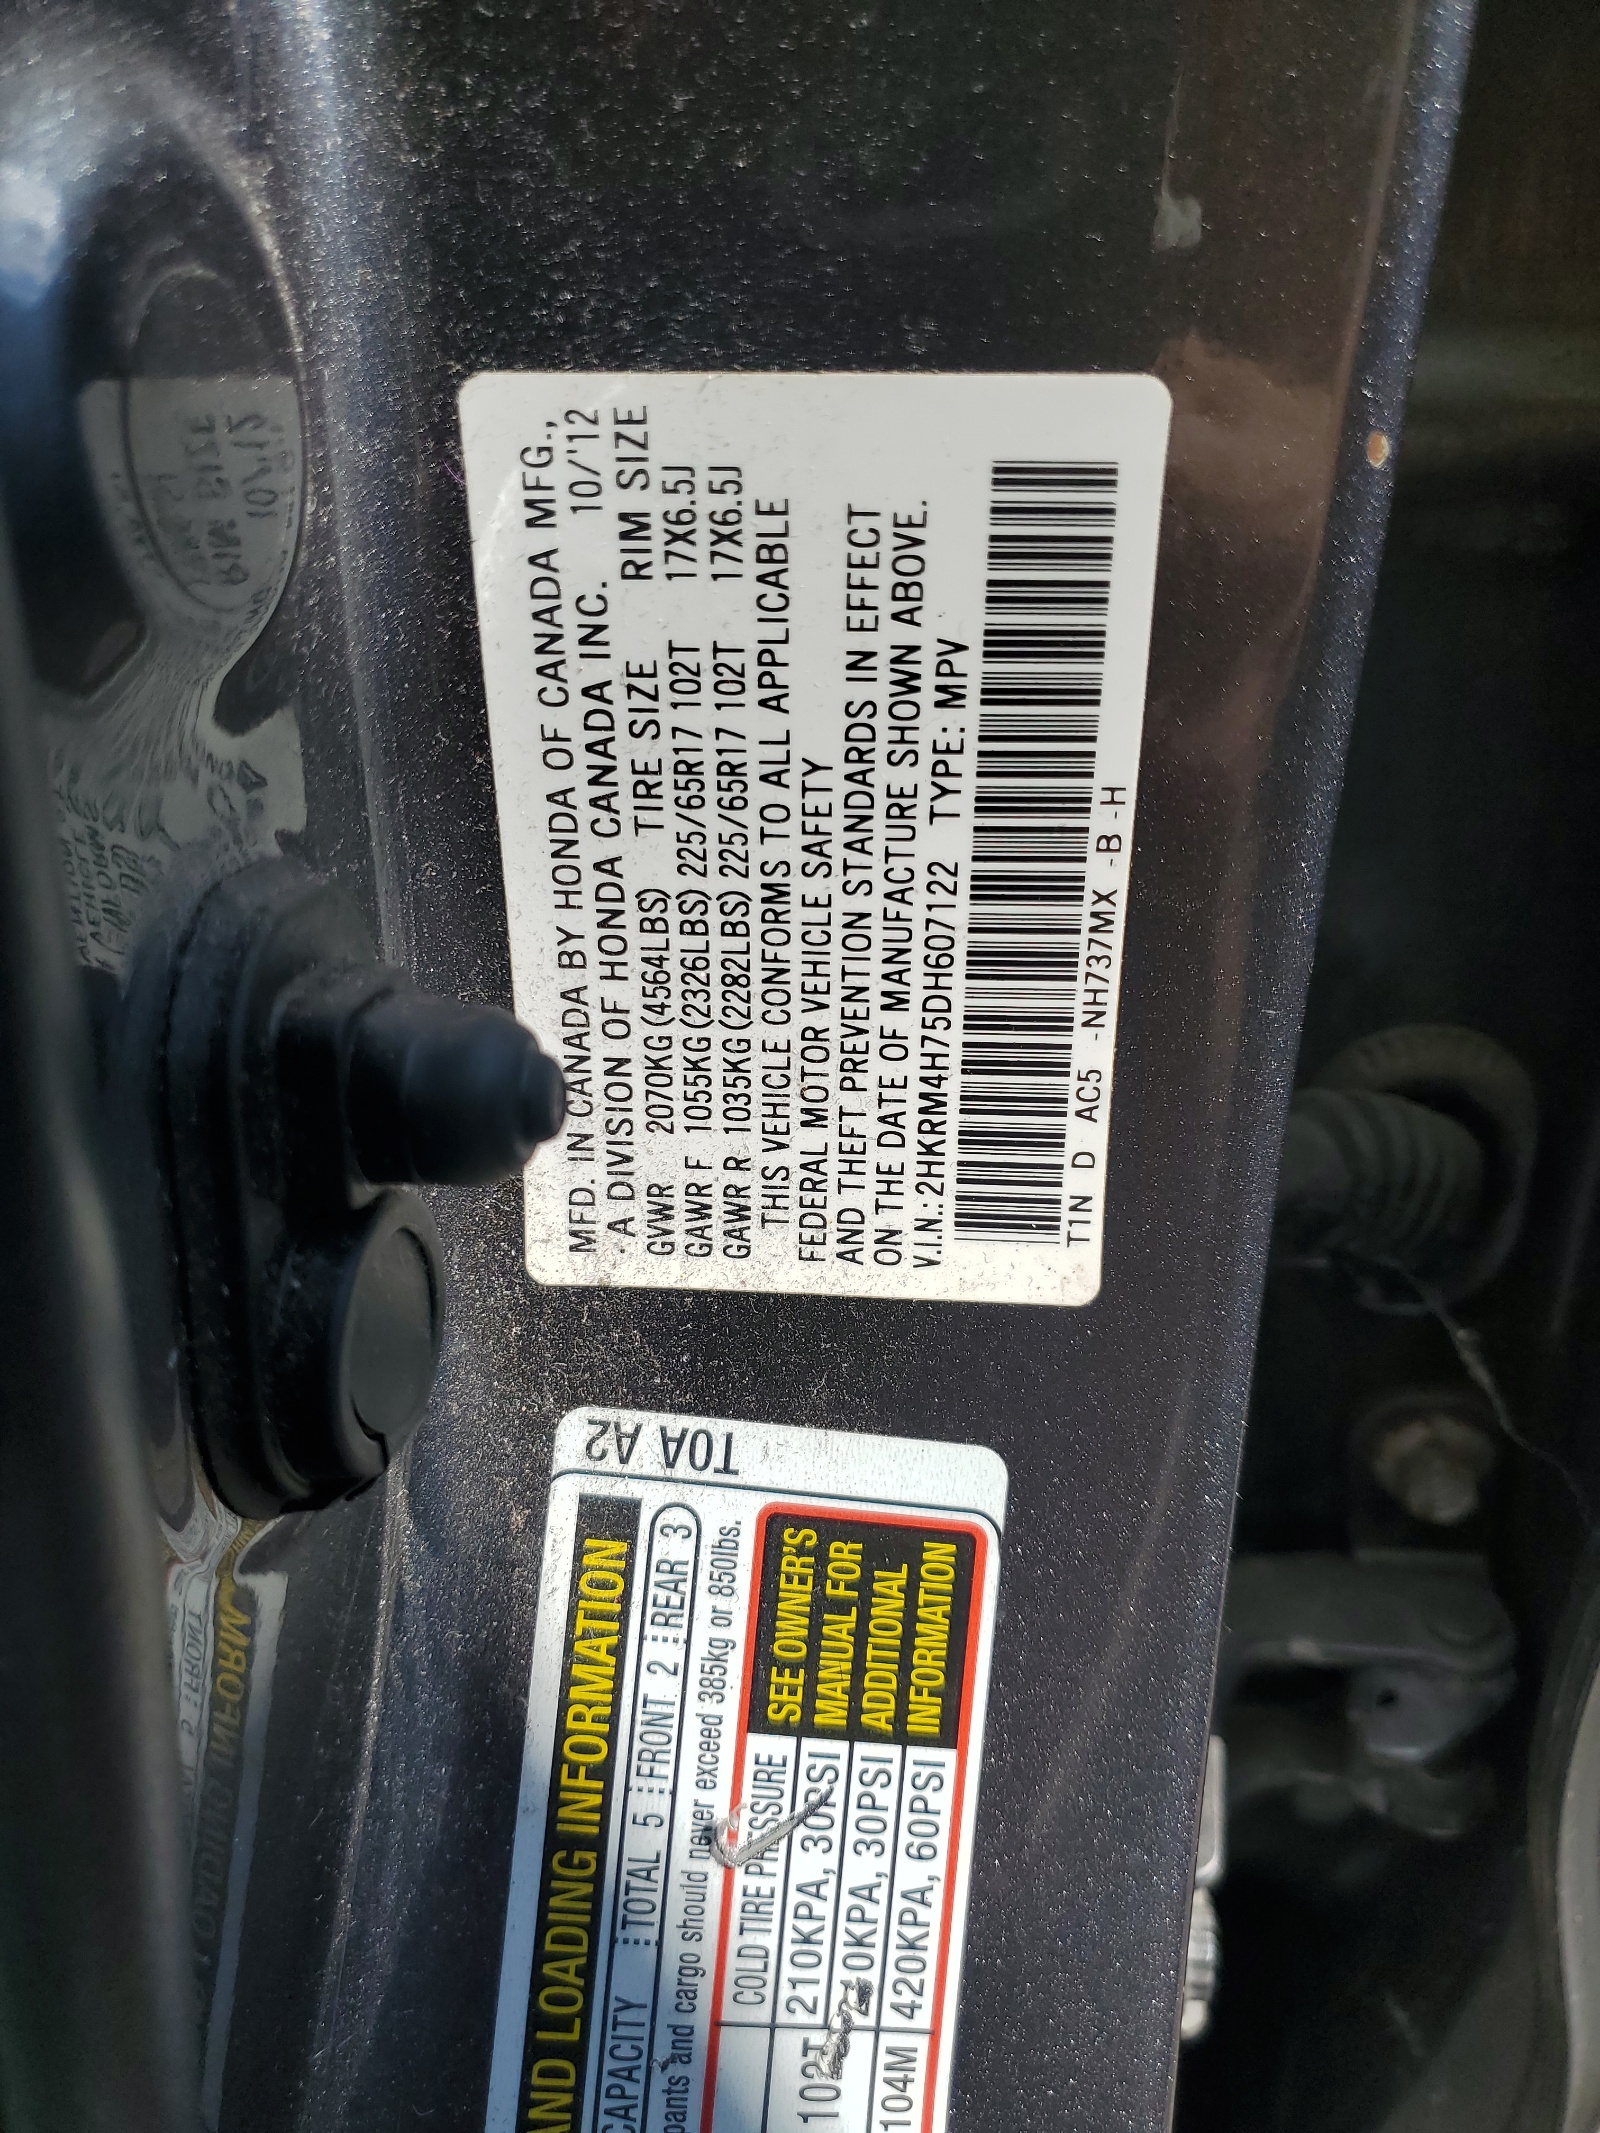 MFD. IN CANADA BY HONDA OF CANADA MFG.,
A DIVISION OF HONDA CANADA INC. 10/'12
GVWR 2070KG(4564LBS) TIRE SIZE RIM SIZE
GAWR F 1055KG(2326LBS) 225/65R17 102T 17X6.5J
GAWR R 1035KG(2282LBS) 225/65R17 102T 17X6.5J
THIS VEHICLE CONFORMS TO ALL APPLICABLE
FEDERAL MOTOR VEHICLE SAFETY
AND THEFT PREVENTION STANDARDS IN EFFECT
ON THE DATE OF MANUFACTURE SHOWN ABOVE.
V.I.N.: 2HKRM4H75DH607122 TYPE: MPV
T1N D AC5 -NH737MX -B -H
T0A A2
AND LOADING INFORMATION
CAPACITY TOTAL 5 FRONT 2 REAR 3
and cargo should never exceed 385kg or 850lbs.
COLD TIRE PRESSURE
102T 210KPA, 30PSI
0KPA, 30PSI
104M 420KPA, 60PSI
SEE OWNER'S
MANUAL FOR
ADDITIONAL
INFORMATION